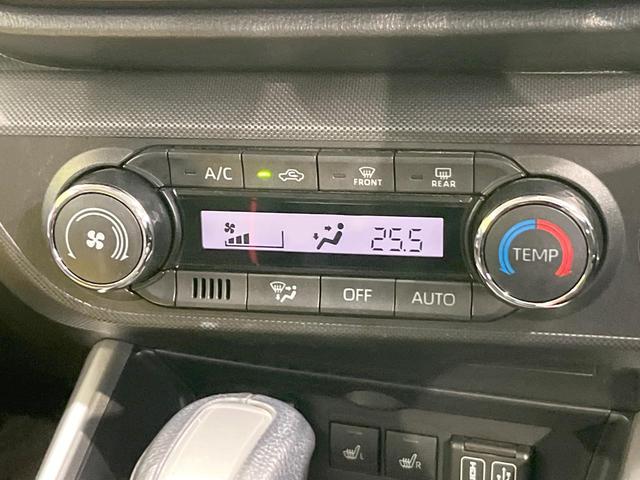 A/C
FRONT
REAR
25.5
TEMP
OFF
AUTO
L
R